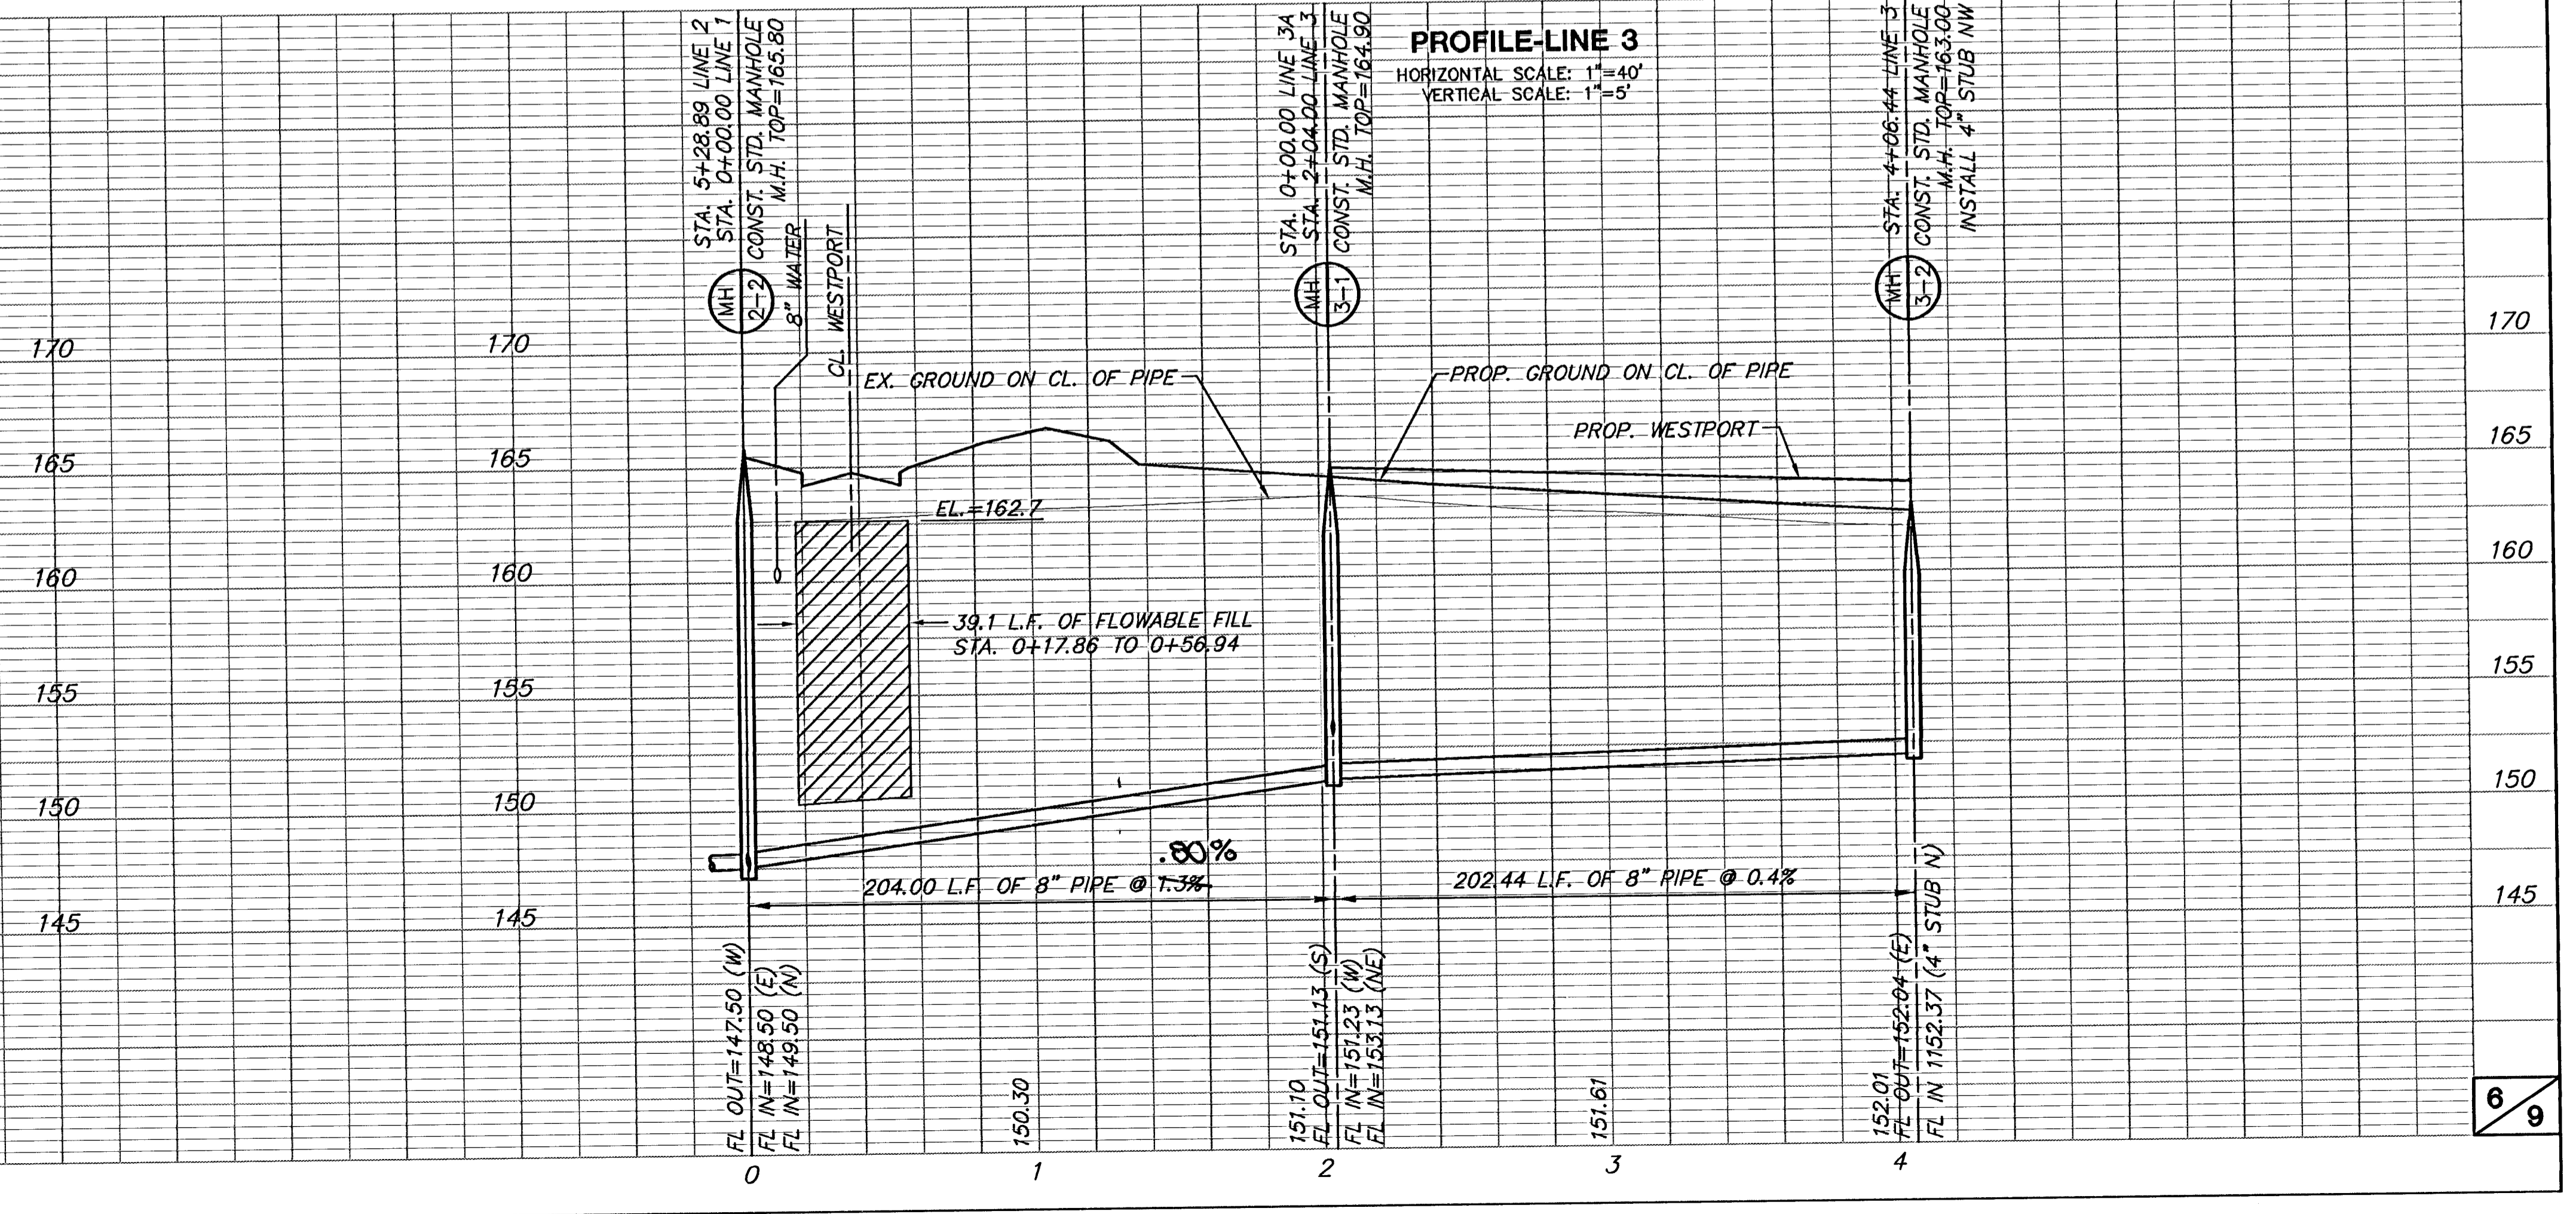 STA. 5+28.89 LINE 2
STA. 0+00.00 LINE 1
CONST. STD. MANHOLE
M.H. TOP=165.80
MH
2-2
8" WATER
CL. WESTPORT
STA. 0+00.00 LINE 3A
STA. 2+04.00 LINE 3
CONST. STD. MANHOLE
M.H. TOP=164.90
MH
3-1
PROFILE-LINE 3
HORIZONTAL SCALE: 1"=40'
VERTICAL SCALE: 1"=5'
STA. 4+06.44 LINE 3
CONST. STD. MANHOLE
M.H. TOP=163.00
INSTALL 4" STUB NW
MH
3-2
170
170
170
EX. GROUND ON CL. OF PIPE
PROP. GROUND ON CL. OF PIPE
PROP. WESTPORT
165
165
165
EL.=162.7
160
160
160
39.1 L.F. OF FLOWABLE FILL
STA. 0+17.86 TO 0+56.94
155
155
155
150
150
150
.80%
204.00 L.F. OF 8" PIPE @ 1.3%
202.44 L.F. OF 8" PIPE @ 0.4%
145
145
145
FL OUT=147.50 (W)
FL IN=148.50 (E)
FL IN=149.50 (N)
150.30
151.10
FL OUT=151.13 (S)
FL IN=151.23 (W)
FL IN=153.13 (NE)
151.61
152.01
FL OUT=152.04 (E)
FL IN 1152.37 (4" STUB N)
0
1
2
3
4
6
9